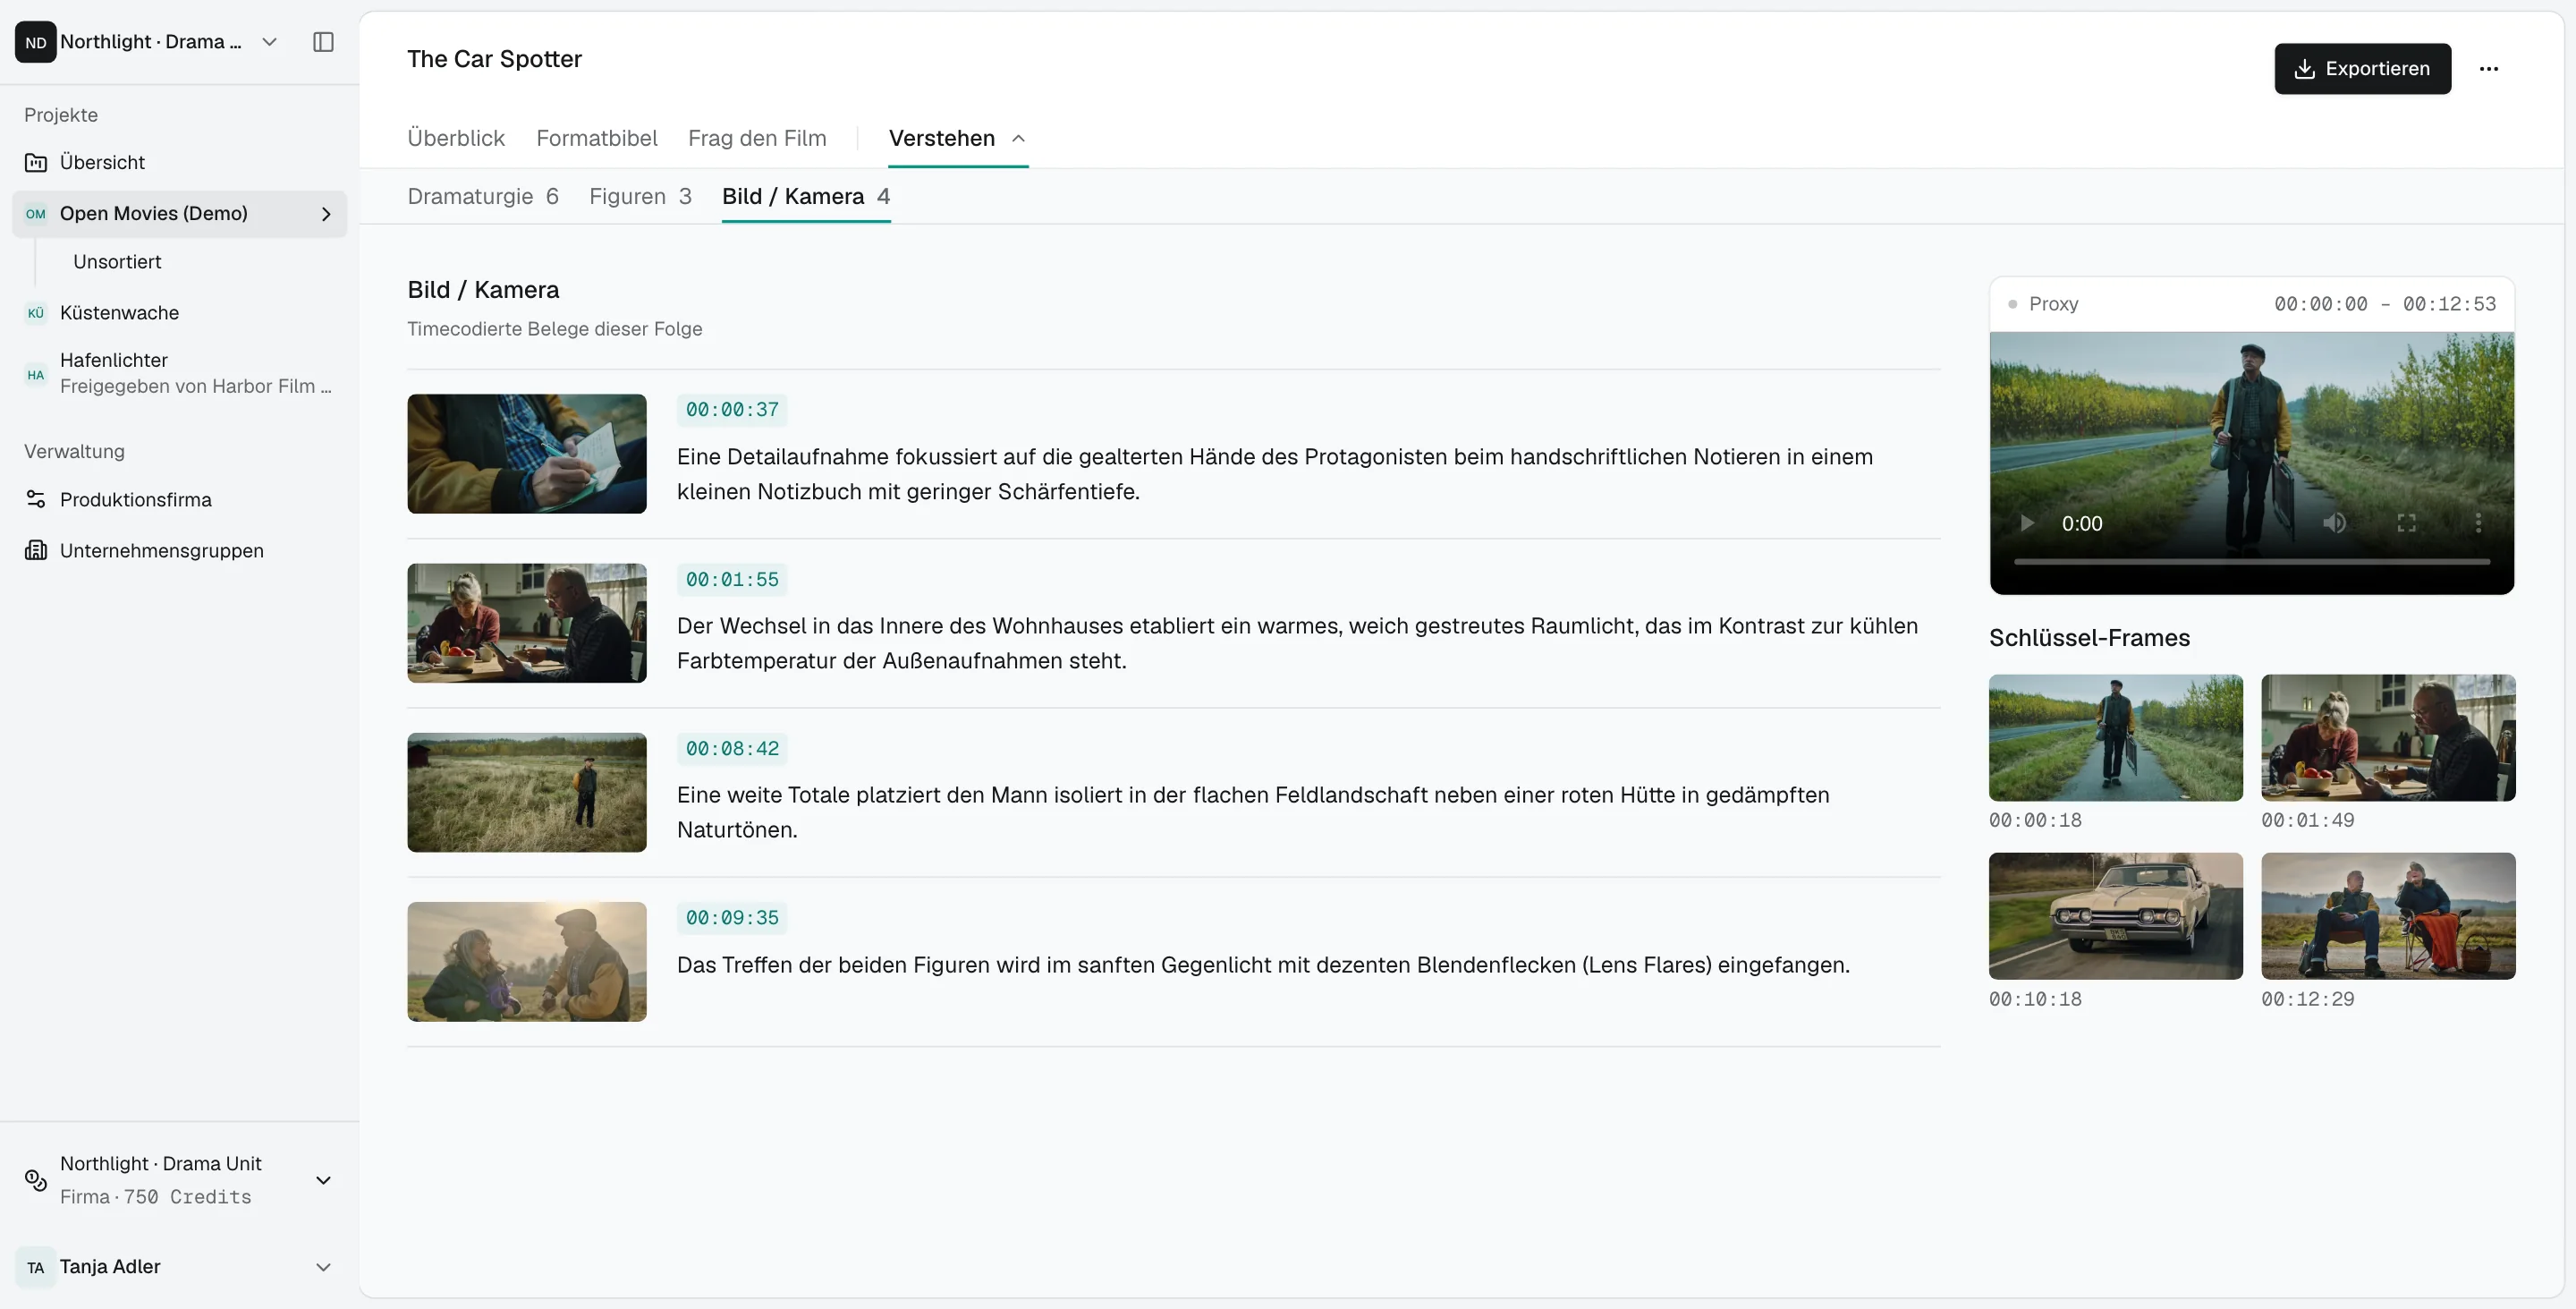 ND Northlight · Drama ...
Projekte
Übersicht
OM Open Movies (Demo)
Unsortiert
KÜ Küstenwache
HA Hafenlichter
Freigegeben von Harbor Film ...
Verwaltung
Produktionsfirma
Unternehmensgruppen
Northlight · Drama Unit
Firma · 750 Credits
TA Tanja Adler
The Car Spotter
Exportieren
Überblick Formatbibel Frag den Film Verstehen
Dramaturgie 6 Figuren 3 Bild / Kamera 4
Bild / Kamera
Timecodierte Belege dieser Folge
00:00:37
Eine Detailaufnahme fokussiert auf die gealterten Hände des Protagonisten beim handschriftlichen Notieren in einem
kleinen Notizbuch mit geringer Schärfentiefe.
00:01:55
Der Wechsel in das Innere des Wohnhauses etabliert ein warmes, weich gestreutes Raumlicht, das im Kontrast zur kühlen
Farbtemperatur der Außenaufnahmen steht.
00:08:42
Eine weite Totale platziert den Mann isoliert in der flachen Feldlandschaft neben einer roten Hütte in gedämpften
Naturtönen.
00:09:35
Das Treffen der beiden Figuren wird im sanften Gegenlicht mit dezenten Blendenflecken (Lens Flares) eingefangen.
Proxy 00:00:00 – 00:12:53
0:00
Schlüssel-Frames
00:00:18 00:01:49
00:10:18 00:12:29